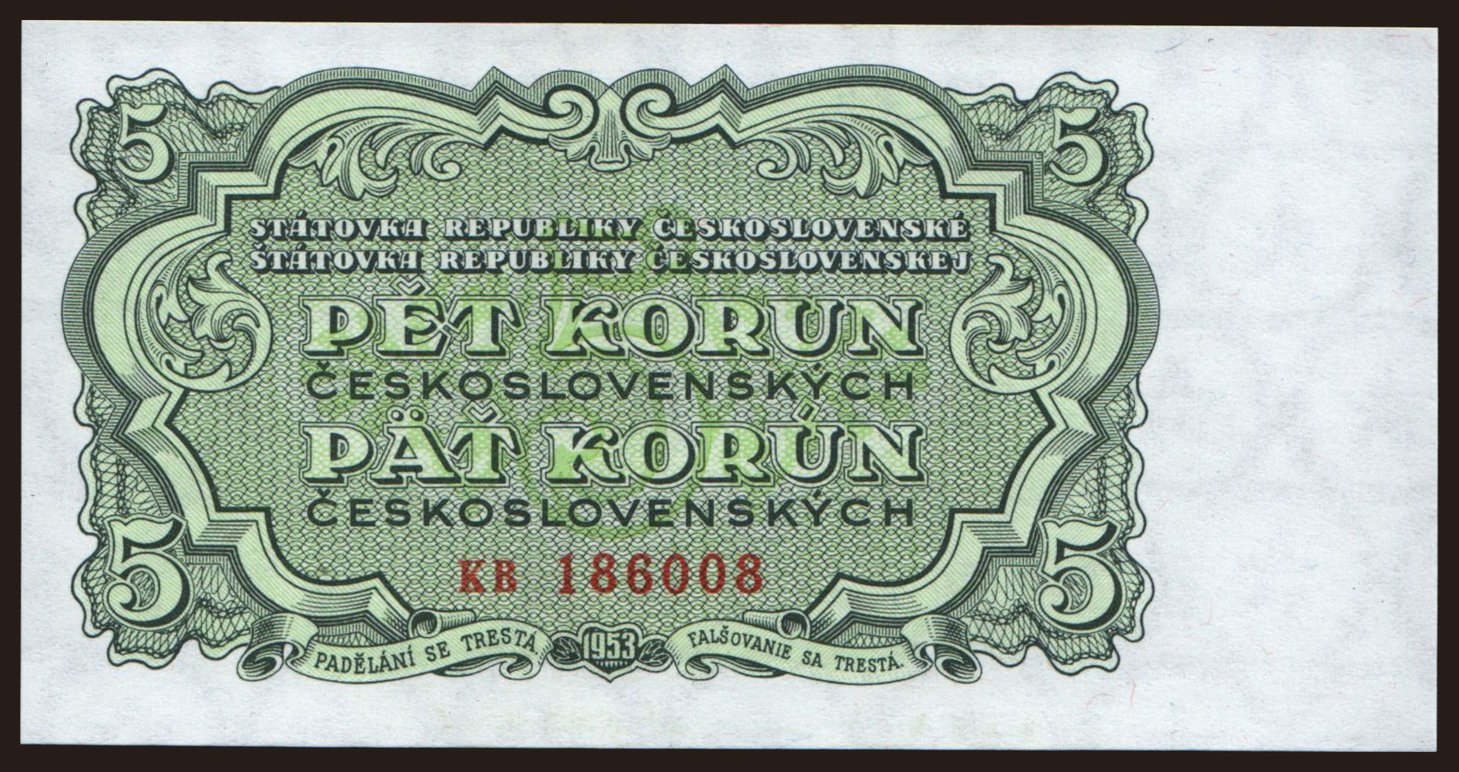 5 5
STÁTOVKA REPUBLIKY ČESKOSLOVENSKÉ
ŠTÁTOVKA REPUBLIKY ČESKOSLOVENSKEJ
PĚT KORUN
ČESKOSLOVENSKÝCH
PÄŤ KORÚN
ČESKOSLOVENSKÝCH
5 5
KB 186008
PADĚLÁNÍ SE TRESTÁ. 1953 FALŠOVANIE SA TRESTÁ.